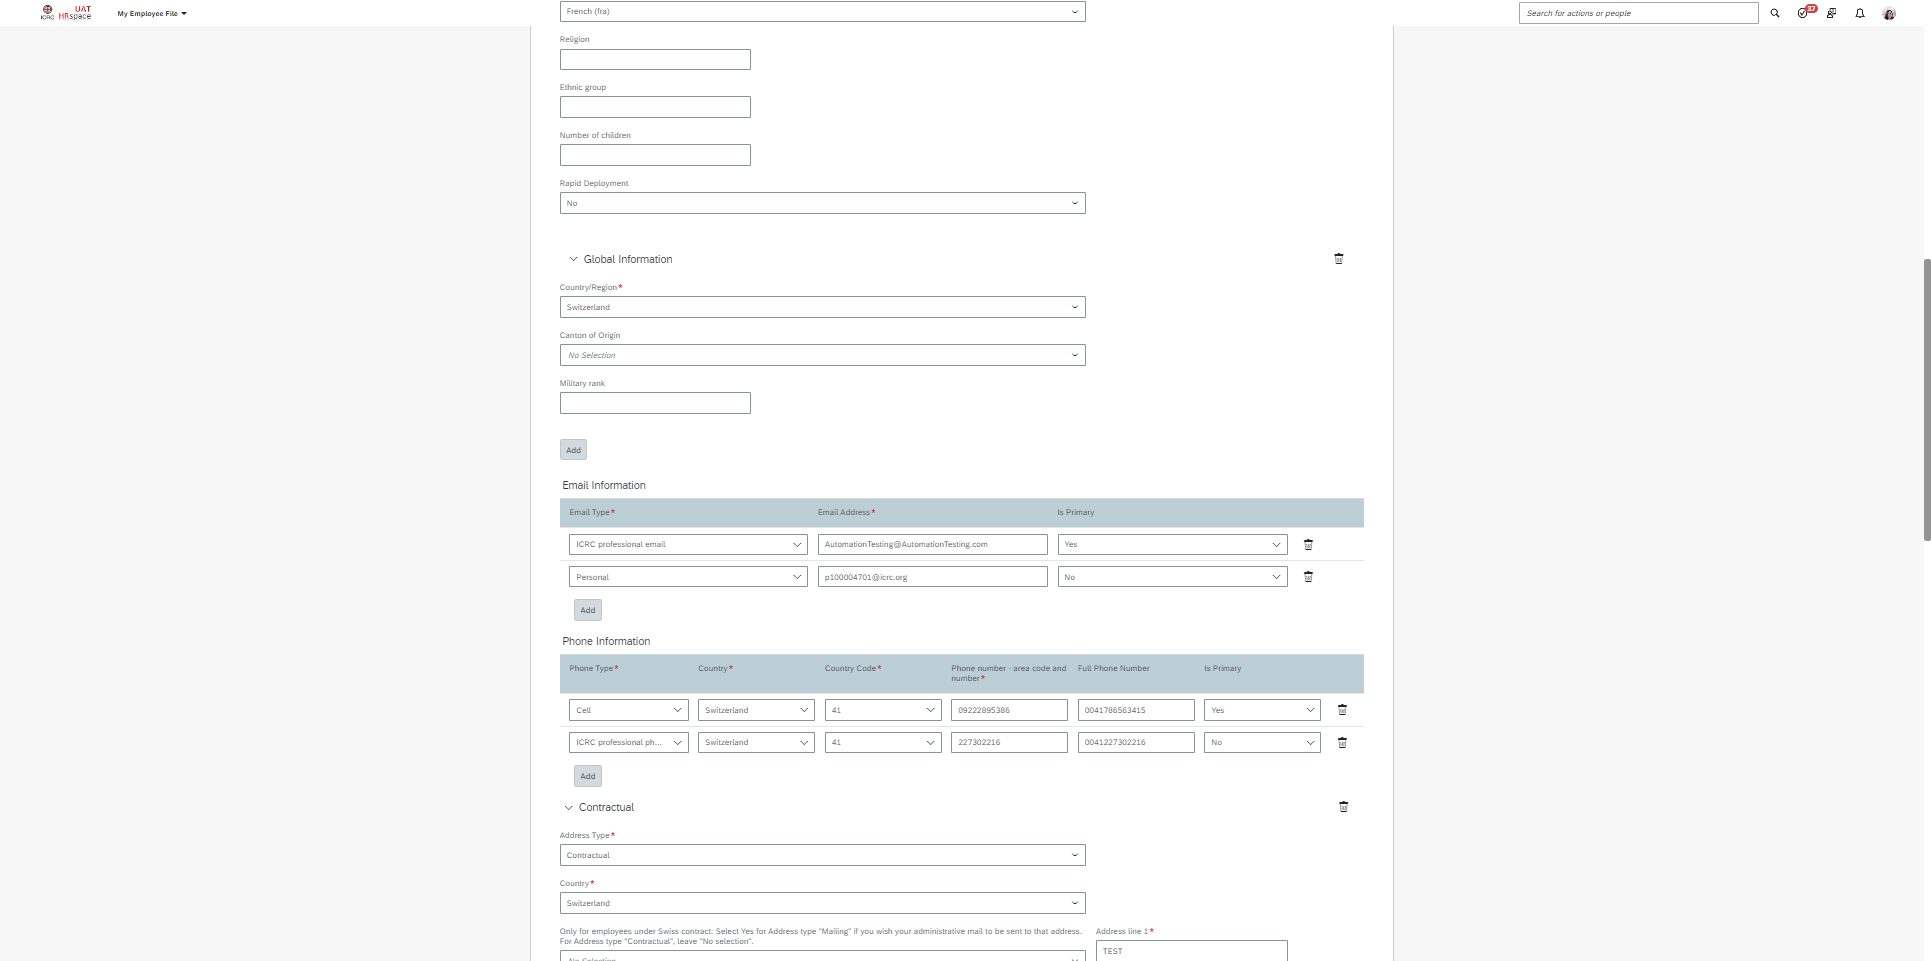 ICRC
UAT
HRspace
My Employee File
Search for actions or people
37
French (fra)
Religion
Ethnic group
Number of children
Rapid Deployment
No
Global Information
Country/Region*
Switzerland
Canton of Origin
No Selection
Military rank
Add
Email Information
Email Type* Email Address* Is Primary
ICRC professional email AutomationTesting@AutomationTesting.com Yes
Personal p100004701@icrc.org No
Add
Phone Information
Phone Type* Country* Country Code* Phone number - area code and number* Full Phone Number Is Primary
Cell Switzerland 41 09222895386 0041786563415 Yes
ICRC professional ph... Switzerland 41 227302216 0041227302216 No
Add
Contractual
Address Type*
Contractual
Country*
Switzerland
Only for employees under Swiss contract: Select Yes for Address type "Mailing" if you wish your administrative mail to be sent to that address.
For Address type "Contractual", leave "No selection".
Address line 1*
No Selection
TEST